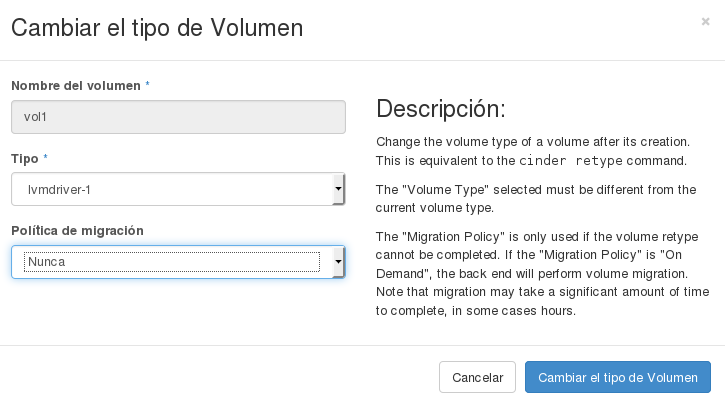 Cambiar el tipo de Volumen
×
Nombre del volumen *
vol1
Tipo *
lvmdriver-1
Política de migración
Nunca
Descripción:
Change the volume type of a volume after its creation.
This is equivalent to the cinder retype command.
The "Volume Type" selected must be different from the
current volume type.
The "Migration Policy" is only used if the volume retype
cannot be completed. If the "Migration Policy" is "On
Demand", the back end will perform volume migration.
Note that migration may take a significant amount of time
to complete, in some cases hours.
Cancelar
Cambiar el tipo de Volumen